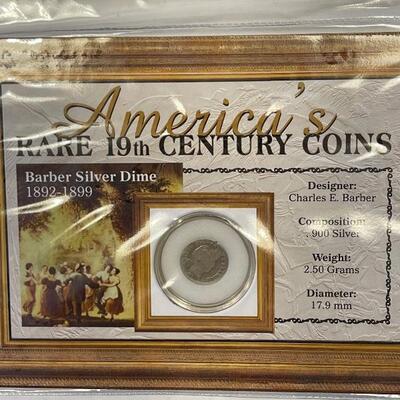 America's
RARE 19th CENTURY COINS
Barber Silver Dime
1892-1899
Designer:
Charles E. Barber
Composition:
.900 Silver
Weight:
2.50 Grams
Diameter:
17.9 mm